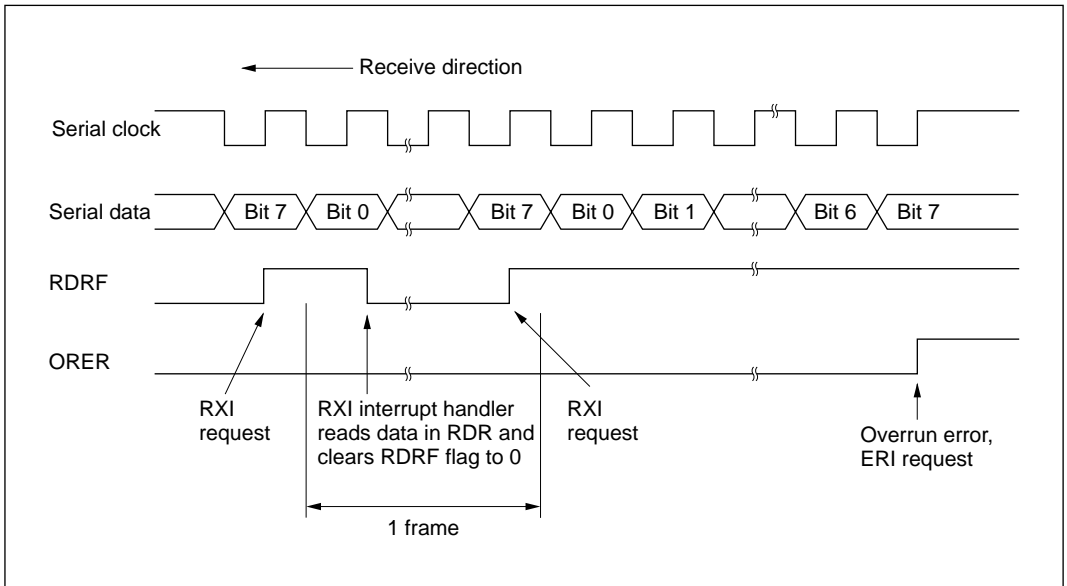 Receive direction
Serial clock
Serial data
Bit 7
Bit 0
Bit 7
Bit 0
Bit 1
Bit 6
Bit 7
RDRF
ORER
RXI
request
RXI interrupt handler
reads data in RDR and
clears RDRF flag to 0
RXI
request
Overrun error,
ERI request
1 frame